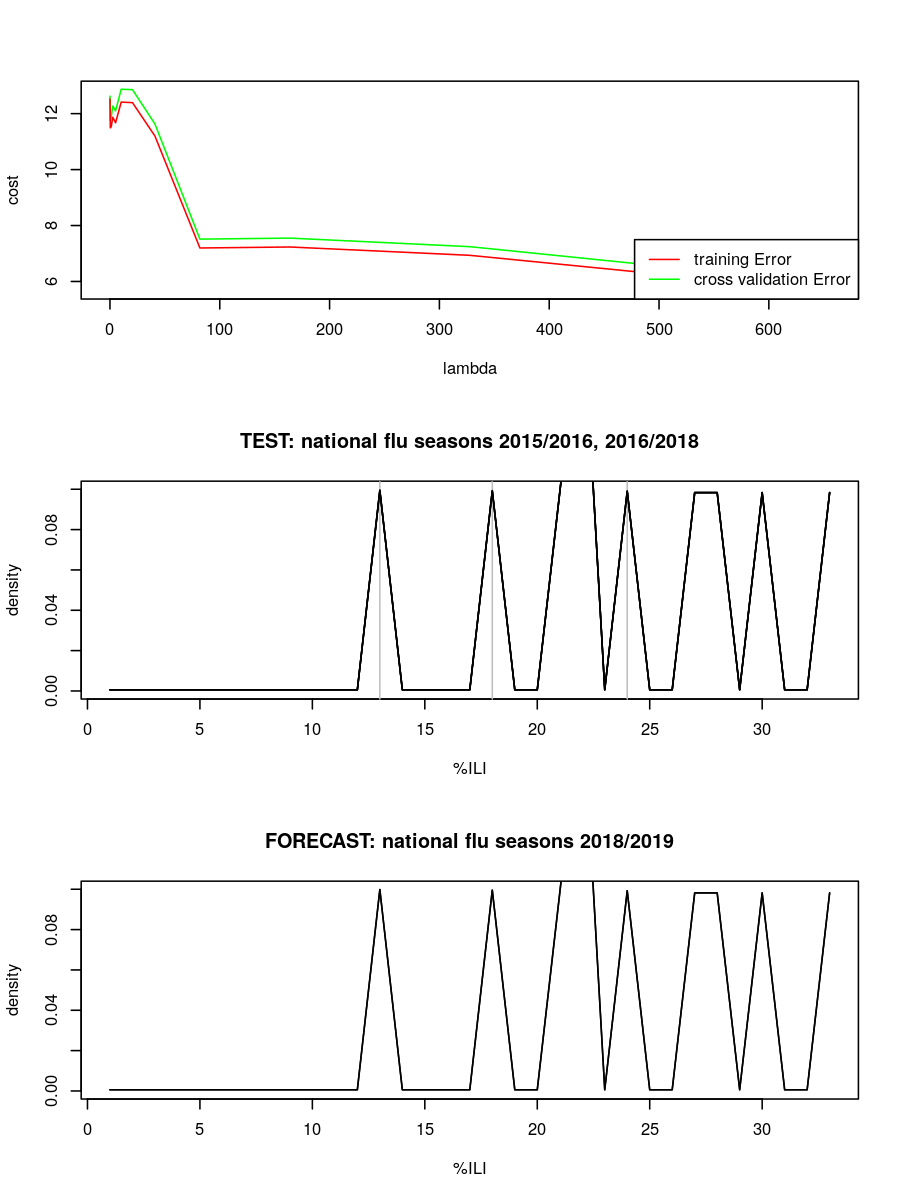 12
10
8
6
cost
training Error
cross validation Error
0 100 200 300 400 500 600
lambda
TEST: national flu seasons 2015/2016, 2016/2018
0.08
0.04
0.00
density
0 5 10 15 20 25 30
%ILI
FORECAST: national flu seasons 2018/2019
0.08
0.04
0.00
density
0 5 10 15 20 25 30
%ILI